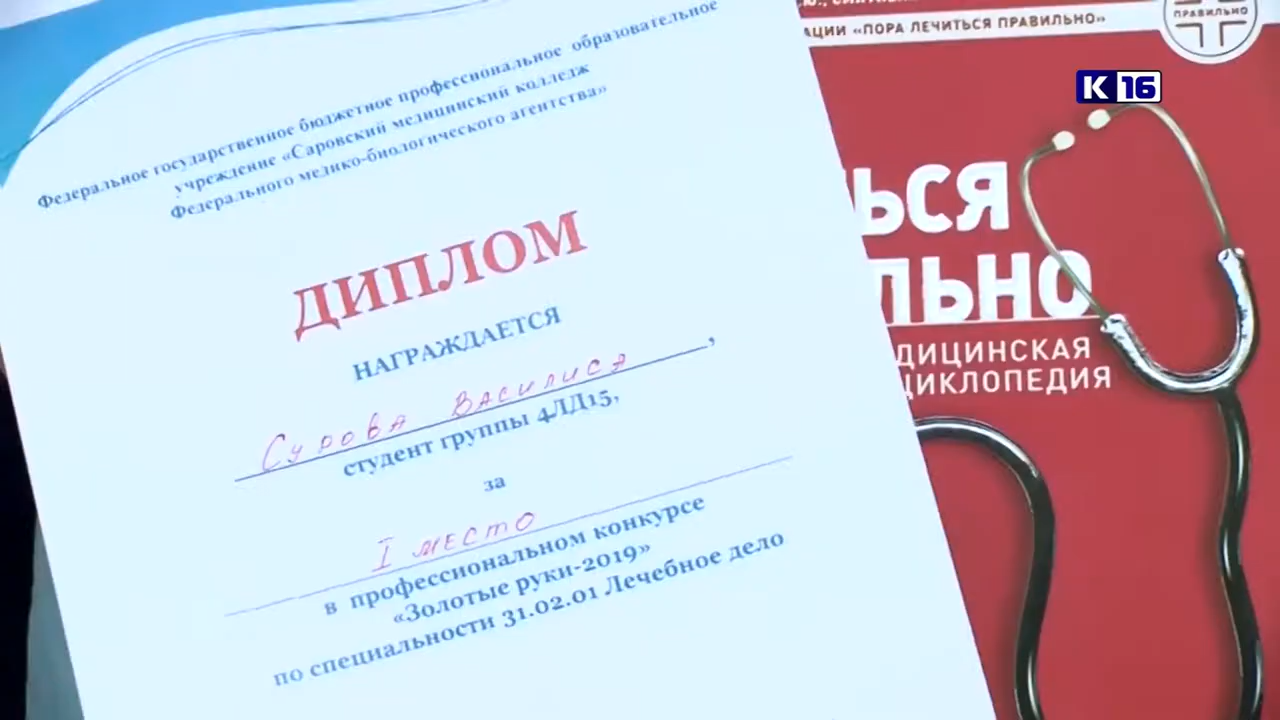 Федеральное государственное бюджетное профессиональное образовательное
учреждение «Саровский медицинский колледж
Федерального медико-биологического агентства»
ДИПЛОМ
НАГРАЖДАЕТСЯ
Сурова Василиса,
студент группы 4ЛД15,
за
I место
в профессиональном конкурсе
«Золотые руки-2019»
по специальности 31.02.01 Лечебное дело
АЦИИ «ПОРА ЛЕЧИТЬСЯ ПРАВИЛЬНО»
ПРАВИЛЬНО
К 16
ЬСЯ
ЛЬНО
ДИЦИНСКАЯ
ЦИКЛОПЕДИЯ